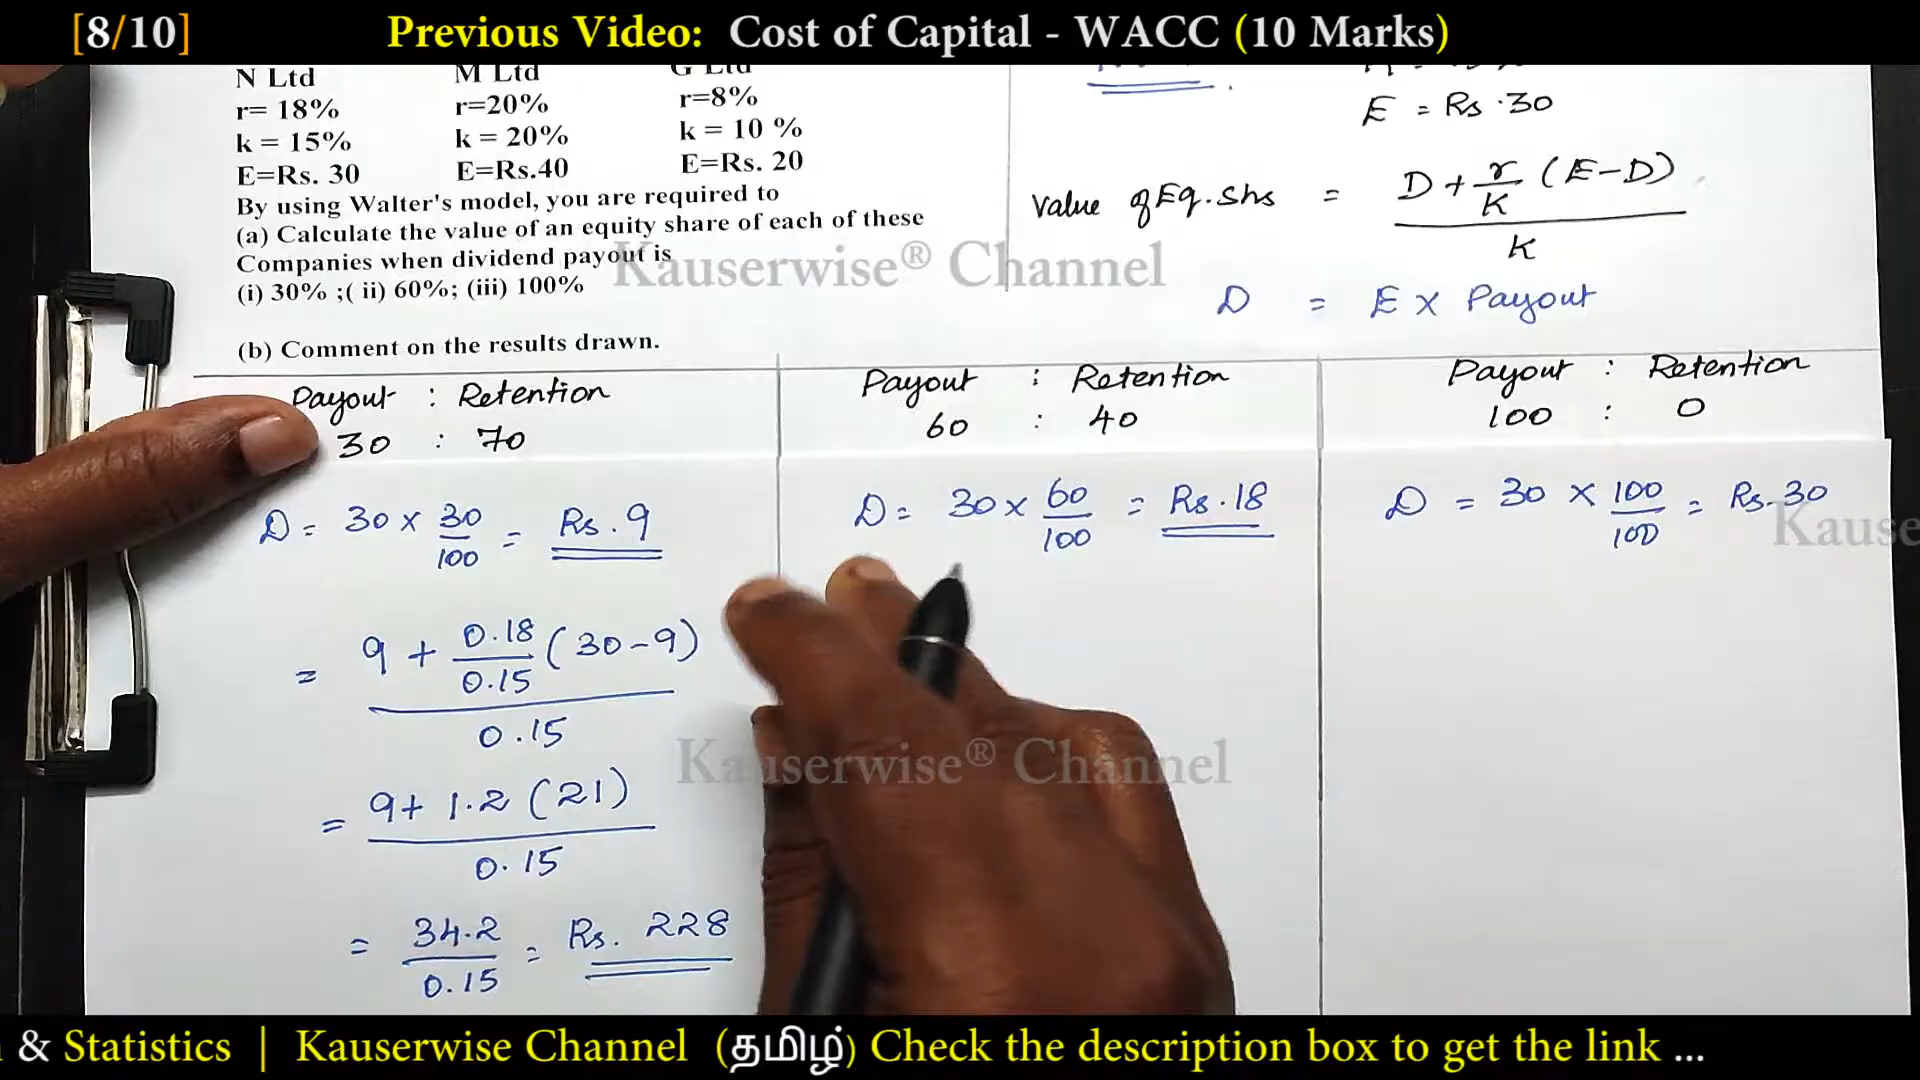 [8/10] Previous Video: Cost of Capital - WACC (10 Marks)
N Ltd M Ltd G Ltd
r= 18% r=20% r=8%
k = 15% k = 20% k = 10 %
E=Rs. 30 E=Rs.40 E=Rs. 20
By using Walter's model, you are required to
(a) Calculate the value of an equity share of each of these
Companies when dividend payout is
(i) 30% ;( ii) 60%; (iii) 100%
(b) Comment on the results drawn.
E = Rs.30
Value of Eq. Shs = D + r/K (E-D)
K
D = E x Payout
Kauserwise® Channel
Payout : Retention
30 : 70
D = 30 x 30/100 = Rs. 9
= 9 + 0.18/0.15 (30-9)
0.15
= 9+ 1.2 (21)
0.15
= 34.2/0.15 = Rs. 228
Payout : Retention
60 : 40
D = 30 x 60/100 = Rs.18
Payout : Retention
100 : 0
D = 30 x 100/100 = Rs.30
Kause
Kauserwise® Channel
& Statistics | Kauserwise Channel (தமிழ்) Check the description box to get the link ...